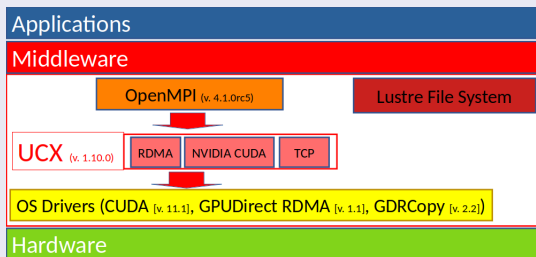 Applications
Middleware
OpenMPI (v. 4.1.0rc5)
Lustre File System
UCX (v. 1.10.0)
RDMA
NVIDIA CUDA
TCP
OS Drivers (CUDA [v. 11.1], GPUDirect RDMA [v. 1.1], GDRCopy [v. 2.2])
Hardware